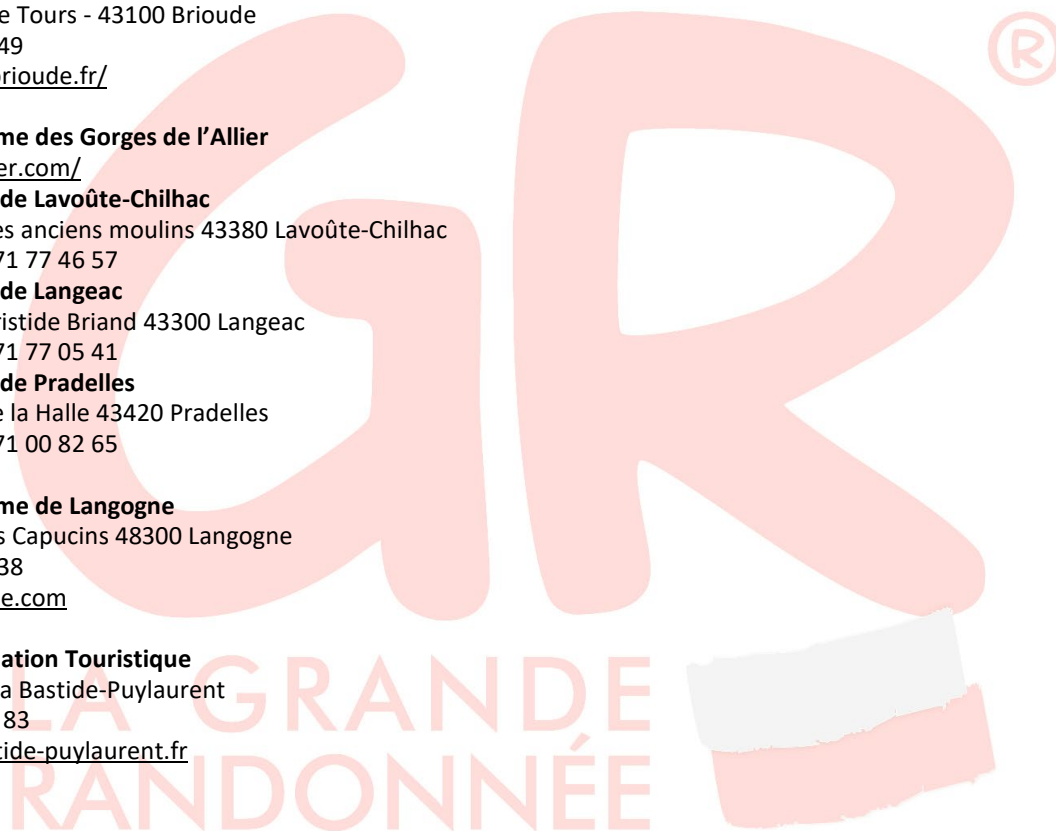 e Tours - 43100 Brioude
49
rioude.fr/
me des Gorges de l’Allier
er.com/
de Lavoûte-Chilhac
es anciens moulins 43380 Lavoûte-Chilhac
71 77 46 57
de Langeac
ristide Briand 43300 Langeac
71 77 05 41
de Pradelles
e la Halle 43420 Pradelles
71 00 82 65
me de Langogne
s Capucins 48300 Langogne
38
e.com
ation Touristique
a Bastide-Puylaurent
83
tide-puylaurent.fr
GR®
LA GRANDE
RANDONNÉE